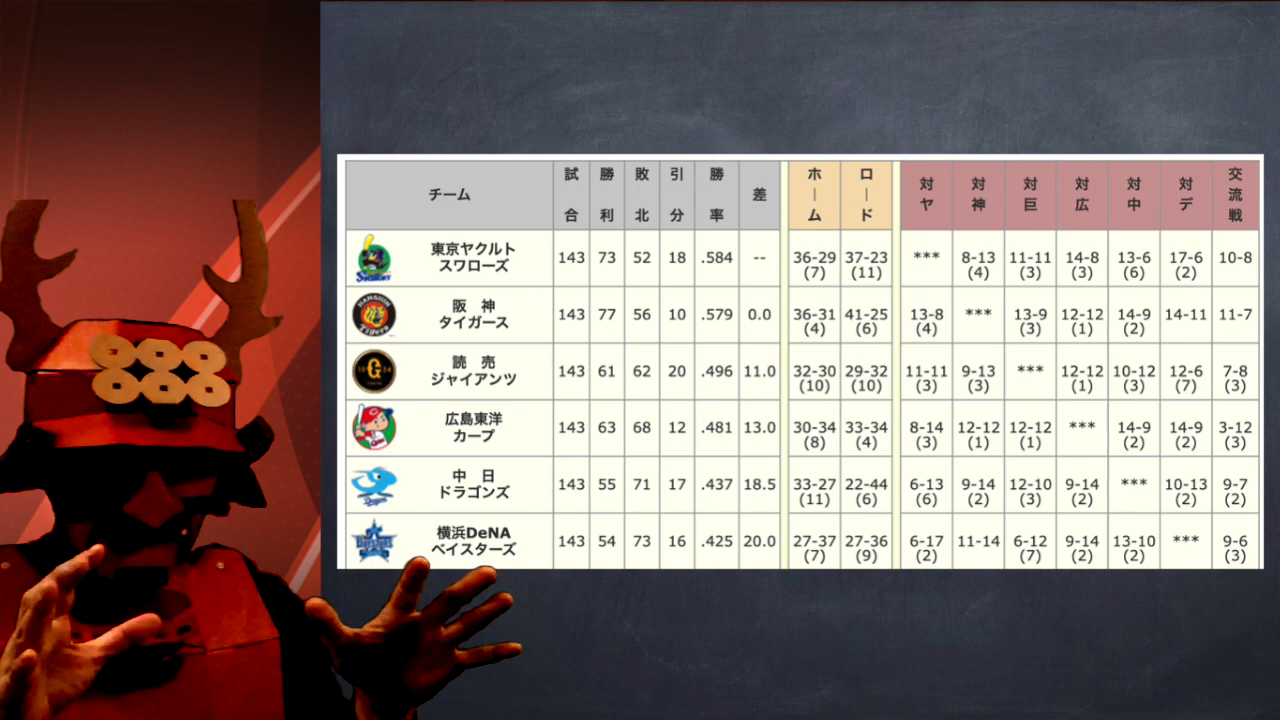 チーム 試合 勝利 敗北 引分 勝率 差 ホーム ロード 対ヤ 対神 対巨 対広 対中 対デ 交流戦
東京ヤクルト
スワローズ
143 73 52 18 .584 -- 36-29 37-23 *** 8-13 11-11 14-8 13-6 17-6 10-8
(7) (11) (4) (3) (3) (6) (2)
阪 神
タイガース
143 77 56 10 .579 0.0 36-31 41-25 13-8 *** 13-9 12-12 14-9 14-11 11-7
(4) (6) (4) (3) (1) (2)
読 売
ジャイアンツ
143 61 62 20 .496 11.0 32-30 29-32 11-11 9-13 *** 12-12 10-12 12-6 7-8
(10) (10) (3) (3) (1) (3) (7) (3)
広島東洋
カープ
143 63 68 12 .481 13.0 30-34 33-34 8-14 12-12 12-12 *** 14-9 14-9 3-12
(8) (4) (3) (1) (1) (2) (2) (3)
中 日
ドラゴンズ
143 55 71 17 .437 18.5 33-27 22-44 6-13 9-14 12-10 9-14 *** 10-13 9-7
(11) (6) (6) (2) (3) (2) (2) (2)
横浜DeNA
ベイスターズ
143 54 73 16 .425 20.0 27-37 27-36 6-17 11-14 6-12 9-14 13-10 *** 9-6
(7) (9) (2) (7) (2) (2) (3)